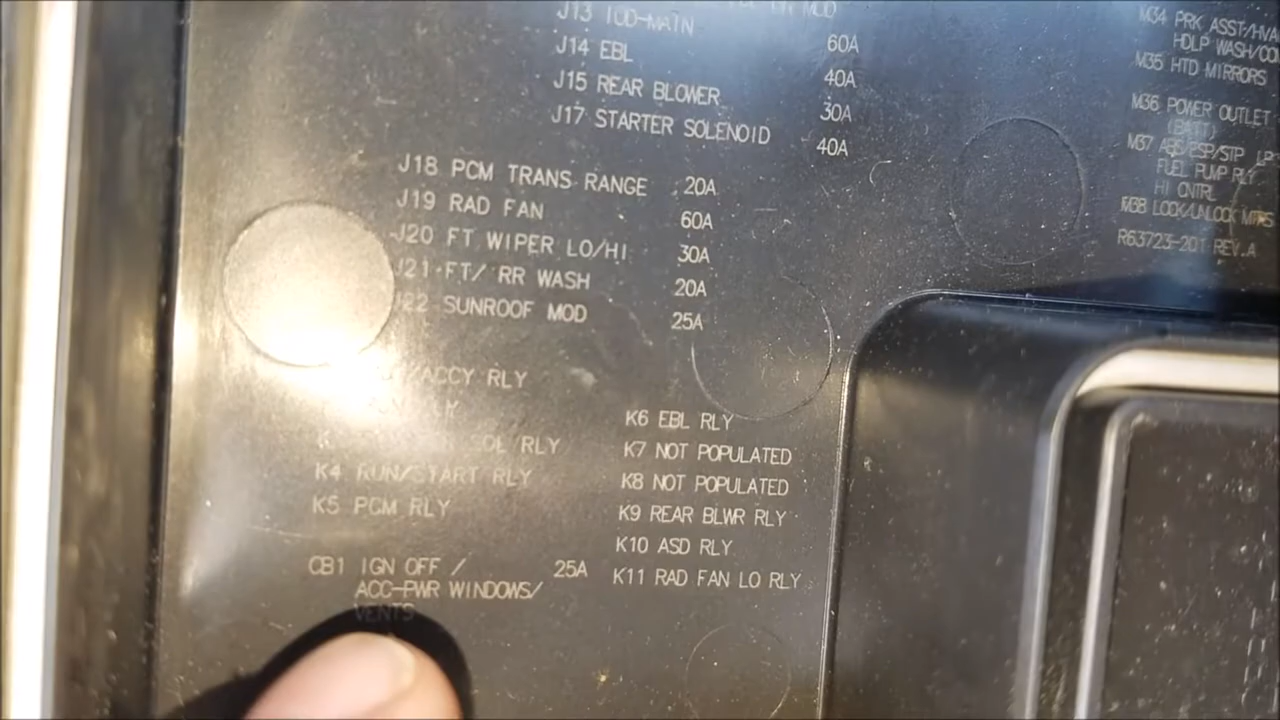 J13 IOD-MAIN 60A
J14 EBL 40A
J15 REAR BLOWER 30A
J17 STARTER SOLENOID 40A
J18 PCM TRANS RANGE 20A
J19 RAD FAN 60A
J20 FT WIPER LO/HI 30A
J21 FT/ RR WASH 20A
J22 SUNROOF MOD 25A
/ACCY RLY
SOL RLY
K4 RUN/START RLY
K5 PCM RLY
CB1 IGN OFF / 25A
ACC-PWR WINDOWS/
VENTS
K6 EBL RLY
K7 NOT POPULATED
K8 NOT POPULATED
K9 REAR BLWR RLY
K10 ASD RLY
K11 RAD FAN LO RLY
M34 PRK ASST/HVA
HDLP WASH/CO
M35 HTD MIRRORS
M36 POWER OUTLET
(BATT)
M37 ABS/ESP/STP LP
FUEL PUMP RLY
HI CNTRL
M38 LOCK/UNLOCK MTRS
R63723-201 REV.A